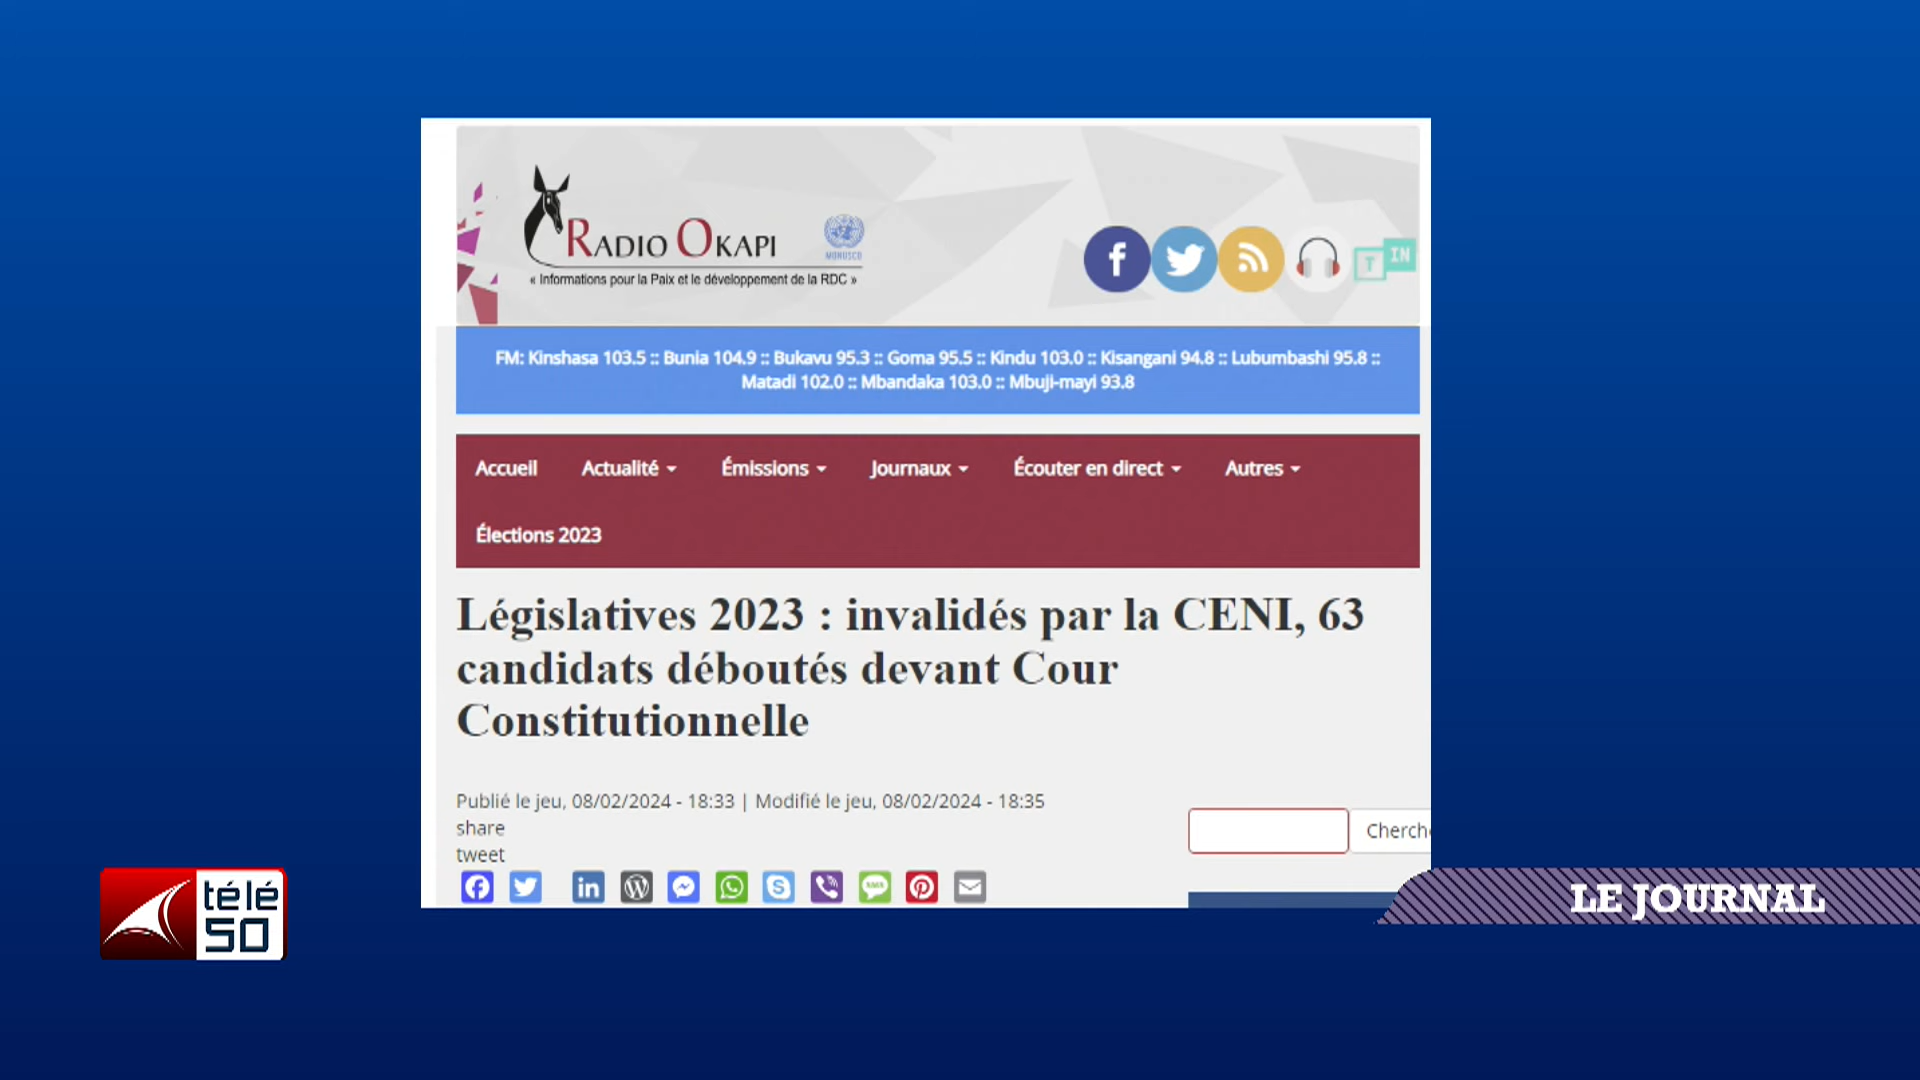 RADIO OKAPI
MONUSCO
« Informations pour la Paix et le développement de la RDC »
T IN
FM: Kinshasa 103.5 :: Bunia 104.9 :: Bukavu 95.3 :: Goma 95.5 :: Kindu 103.0 :: Kisangani 94.8 :: Lubumbashi 95.8 ::
Matadi 102.0 :: Mbandaka 103.0 :: Mbuji-mayi 93.8
Accueil Actualité Émissions Journaux Écouter en direct Autres
Élections 2023
Législatives 2023 : invalidés par la CENI, 63
candidats déboutés devant Cour
Constitutionnelle
Publié le jeu, 08/02/2024 - 18:33 | Modifié le jeu, 08/02/2024 - 18:35
share
tweet
Cherche
télé
50
LE JOURNAL